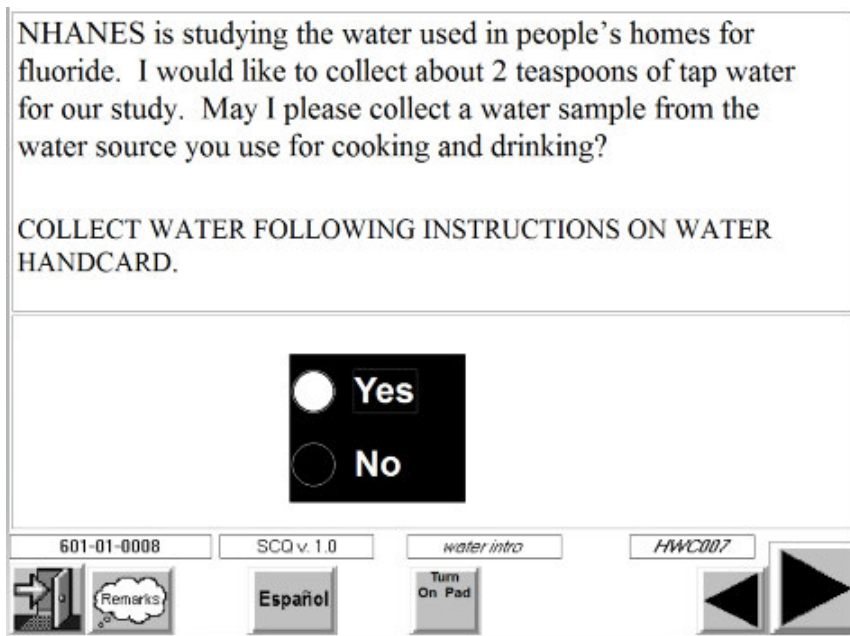 NHANES is studying the water used in people's homes for
fluoride.  I would like to collect about 2 teaspoons of tap water
for our study.  May I please collect a water sample from the
water source you use for cooking and drinking?
COLLECT WATER FOLLOWING INSTRUCTIONS ON WATER
HANDCARD.
Yes
No
601-01-0008
SCQ v. 1.0
water intro
HWC007
Remarks
Español
Turn
On Pad